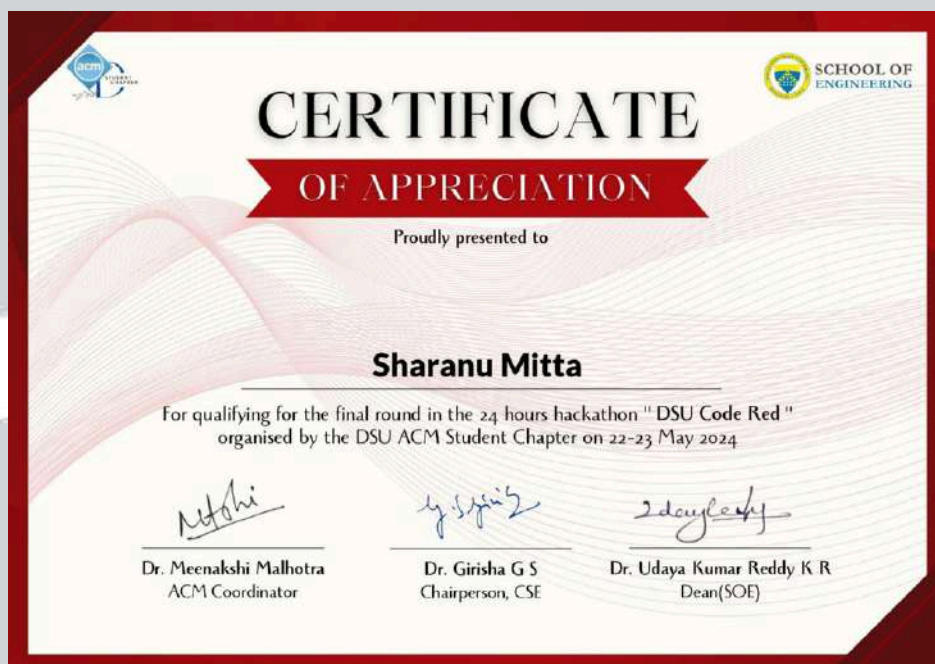 acm STUDENT CHAPTER
SCHOOL OF
ENGINEERING
CERTIFICATE
OF APPRECIATION
Proudly presented to
Sharanu Mitta
For qualifying for the final round in the 24 hours hackathon " DSU Code Red "
organised by the DSU ACM Student Chapter on 22-23 May 2024
Dr. Meenakshi Malhotra
ACM Coordinator
Dr. Girisha G S
Chairperson, CSE
Dr. Udaya Kumar Reddy K R
Dean(SOE)